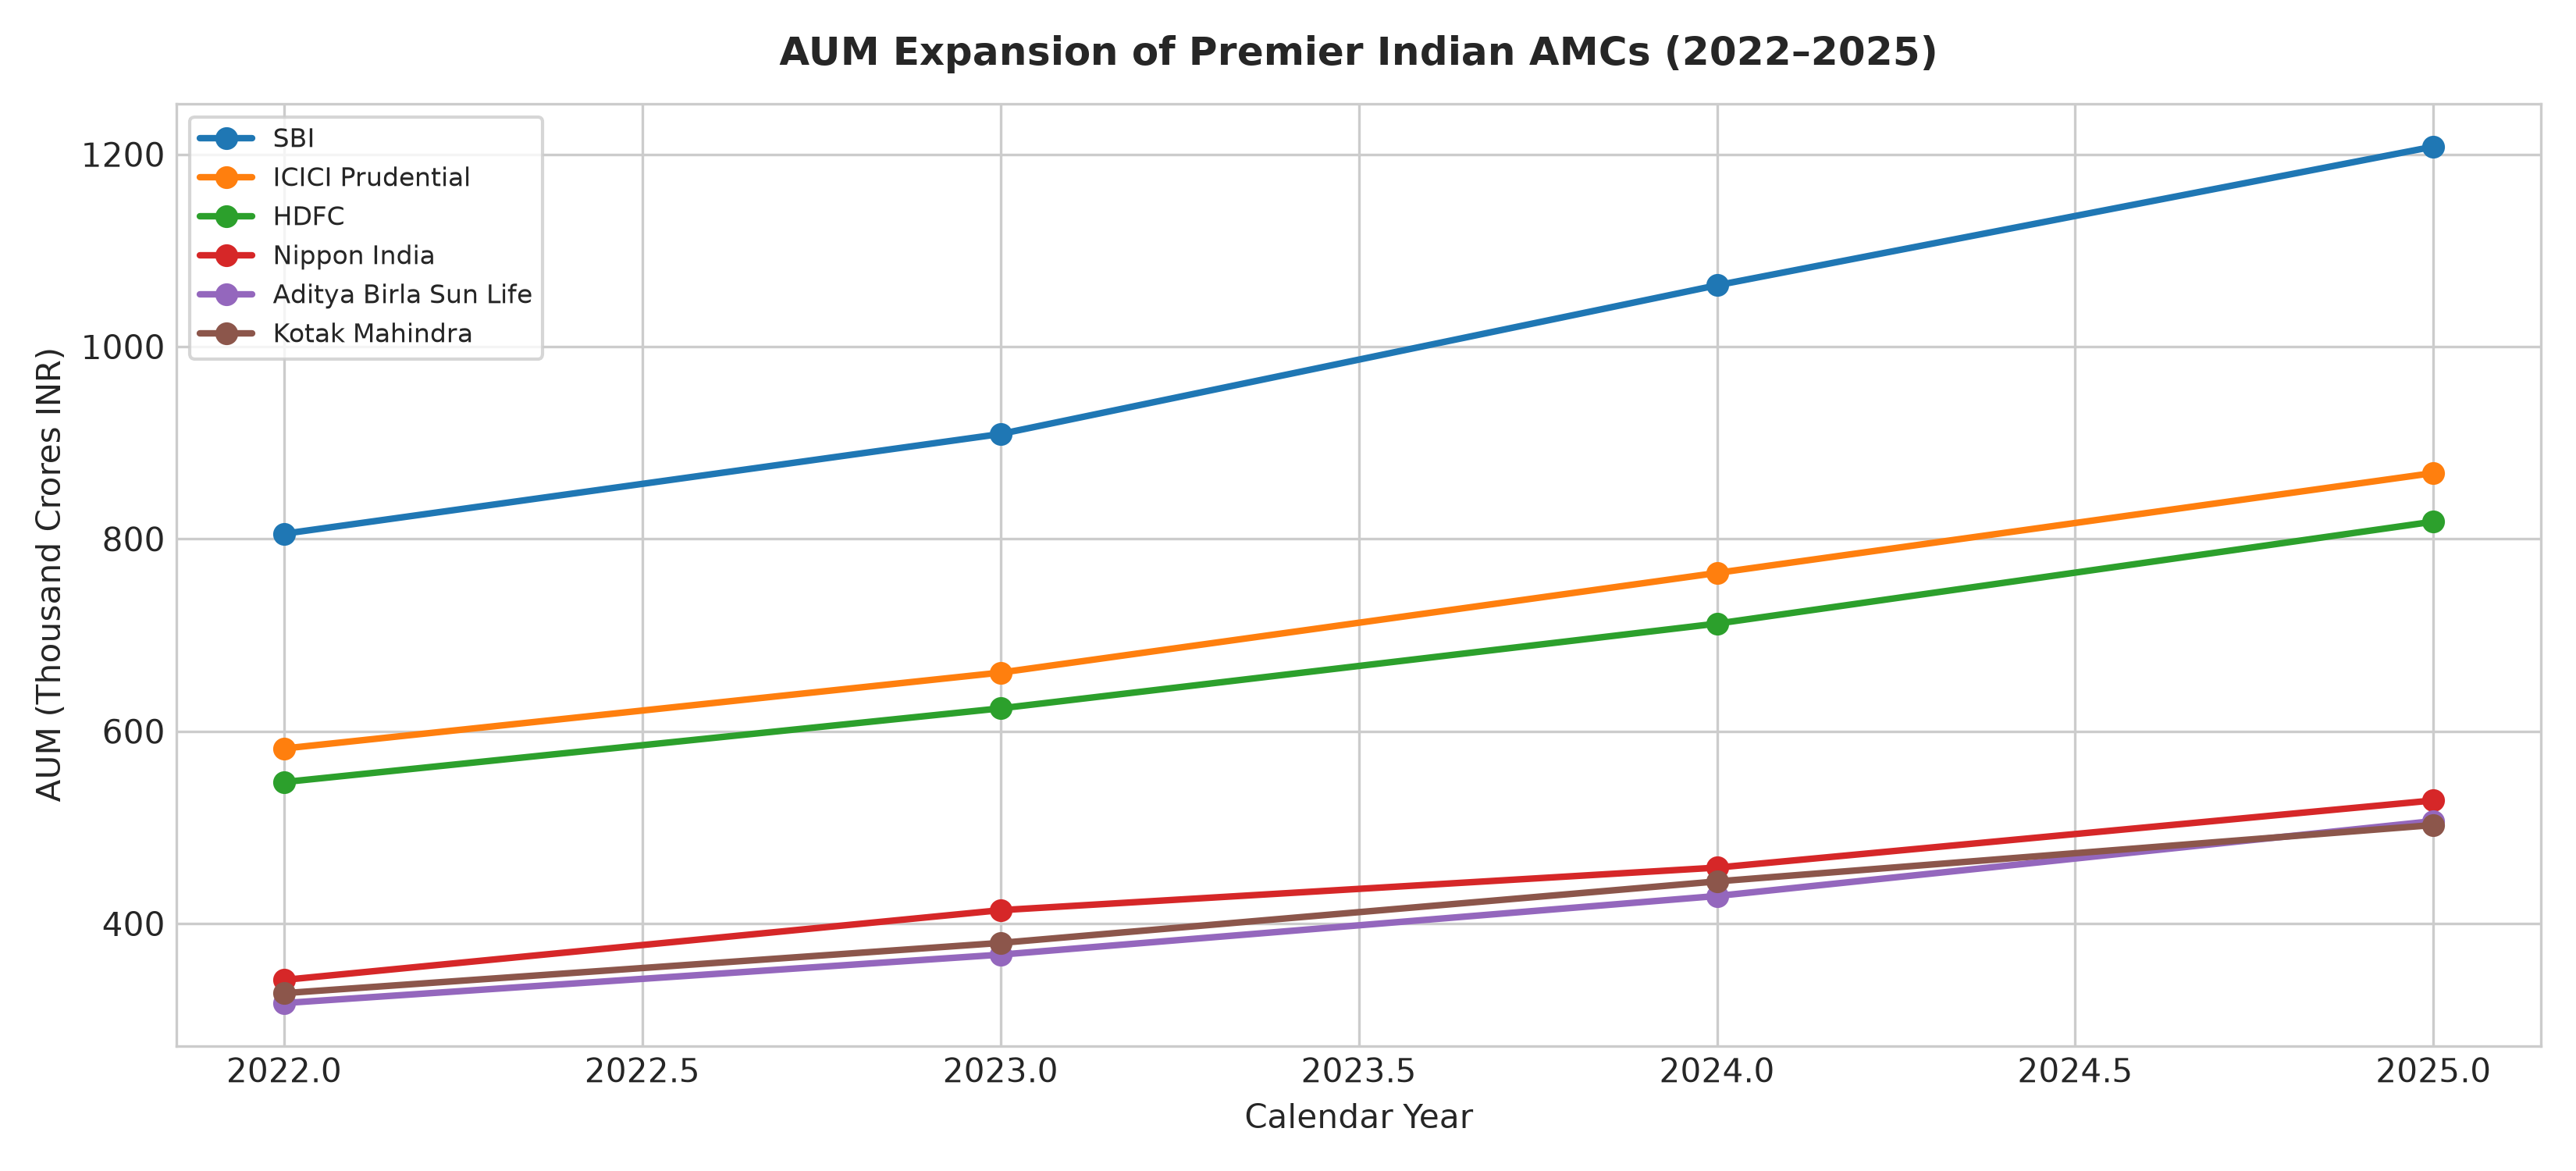 AUM Expansion of Premier Indian AMCs (2022–2025)
SBI
ICICI Prudential
HDFC
Nippon India
Aditya Birla Sun Life
Kotak Mahindra
AUM (Thousand Crores INR)
1200
1000
800
600
400
2022.0 2022.5 2023.0 2023.5 2024.0 2024.5 2025.0
Calendar Year